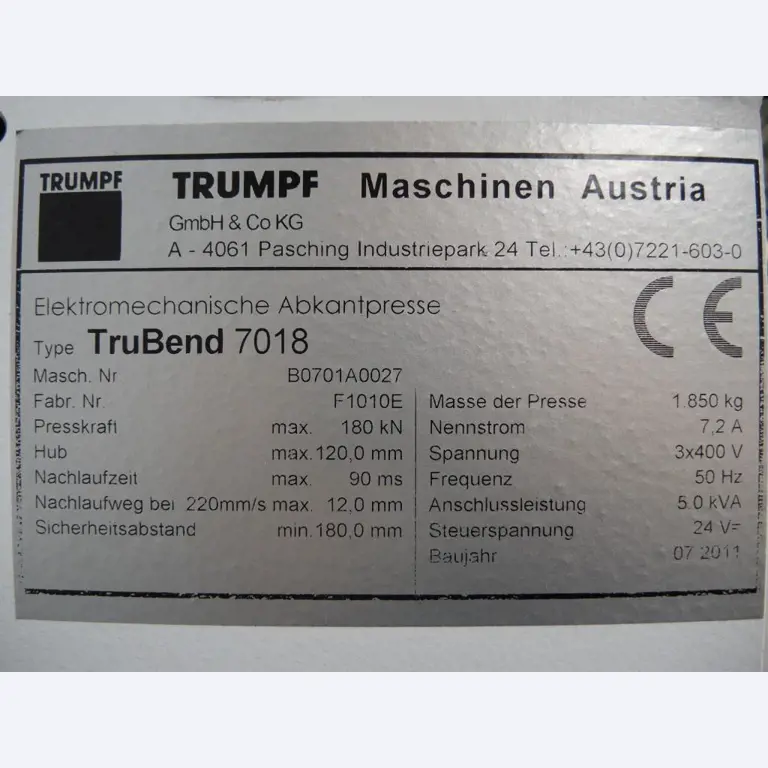 TRUMPF
TRUMPF Maschinen Austria
GmbH & Co KG
A - 4061 Pasching Industriepark 24 Tel.:+43(0)7221-603-0
Elektromechanische Abkantpresse
Type TruBend 7018
CE
Masch. Nr B0701A0027
Fabr. Nr. F1010E
Presskraft max. 180 kN
Hub max. 120,0 mm
Nachlaufzeit max. 90 ms
Nachlaufweg bei 220mm/s max. 12,0 mm
Sicherheitsabstand min. 180,0 mm
Masse der Presse 1.850 kg
Nennstrom 7,2 A
Spannung 3x400 V
Frequenz 50 Hz
Anschlussleistung 5.0 kVA
Steuerspannung 24 V=
Baujahr 07 2011